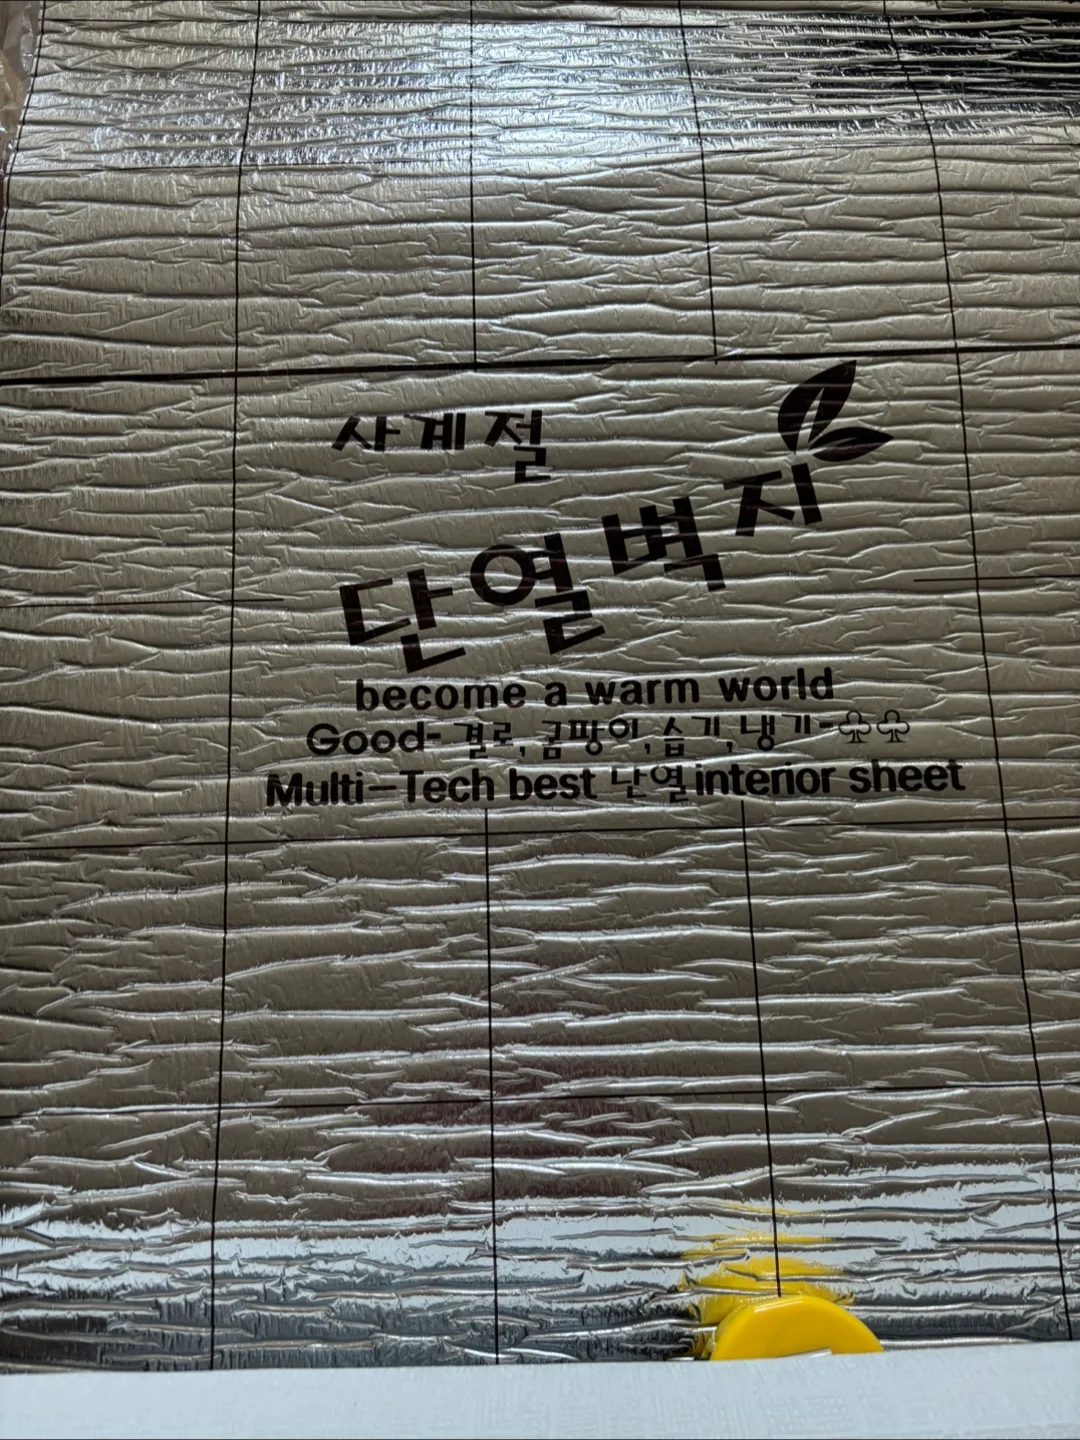 사계절
단열벽지
become a warm world
Good- 결로, 곰팡이, 습기, 냉기-♧♧
Multi-Tech best 단열 interior sheet